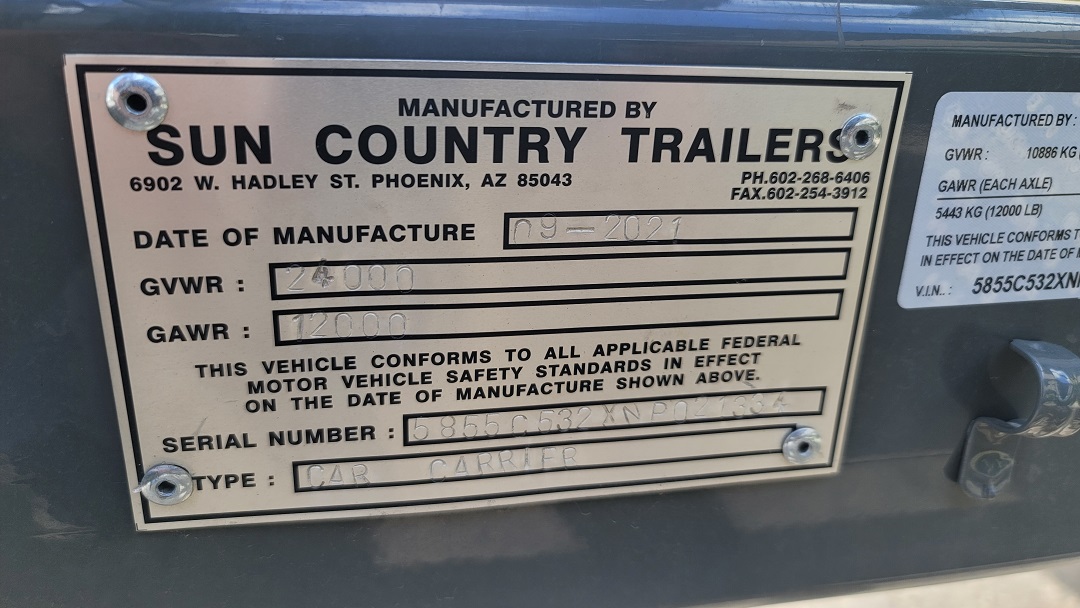 MANUFACTURED BY
SUN COUNTRY TRAILERS
6902 W. HADLEY ST. PHOENIX, AZ 85043
PH.602-268-6406
FAX.602-254-3912
DATE OF MANUFACTURE 09-2021
GVWR : 24000
GAWR : 12000
THIS VEHICLE CONFORMS TO ALL APPLICABLE FEDERAL
MOTOR VEHICLE SAFETY STANDARDS IN EFFECT
ON THE DATE OF MANUFACTURE SHOWN ABOVE.
SERIAL NUMBER : 5855C532XNP021334
TYPE : CAR CARRIER
MANUFACTURED BY :
GVWR : 10886 KG
GAWR (EACH AXLE)
5443 KG (12000 LB)
THIS VEHICLE CONFORMS
IN EFFECT ON THE DATE OF
V.I.N.. : 5855C532XN